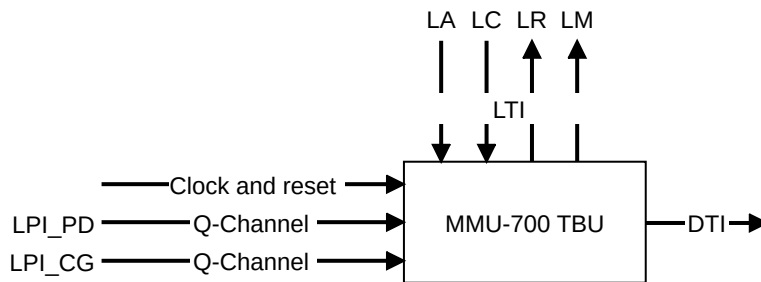 LA LC LR LM
LTI
Clock and reset
LPI_PD Q-Channel MMU-700 TBU DTI
LPI_CG Q-Channel